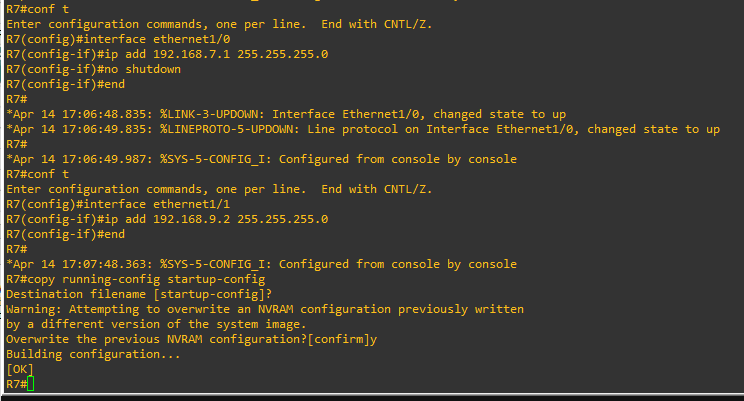 R7#conf t
Enter configuration commands, one per line.  End with CNTL/Z.
R7(config)#interface ethernet1/0
R7(config-if)#ip add 192.168.7.1 255.255.255.0
R7(config-if)#no shutdown
R7(config-if)#end
R7#
*Apr 14 17:06:48.835: %LINK-3-UPDOWN: Interface Ethernet1/0, changed state to up
*Apr 14 17:06:49.835: %LINEPROTO-5-UPDOWN: Line protocol on Interface Ethernet1/0, changed state to up
R7#
*Apr 14 17:06:49.987: %SYS-5-CONFIG_I: Configured from console by console
R7#conf t
Enter configuration commands, one per line.  End with CNTL/Z.
R7(config)#interface ethernet1/1
R7(config-if)#ip add 192.168.9.2 255.255.255.0
R7(config-if)#end
R7#
*Apr 14 17:07:48.363: %SYS-5-CONFIG_I: Configured from console by console
R7#copy running-config startup-config
Destination filename [startup-config]?
Warning: Attempting to overwrite an NVRAM configuration previously written
by a different version of the system image.
Overwrite the previous NVRAM configuration?[confirm]y
Building configuration...
[OK]
R7#